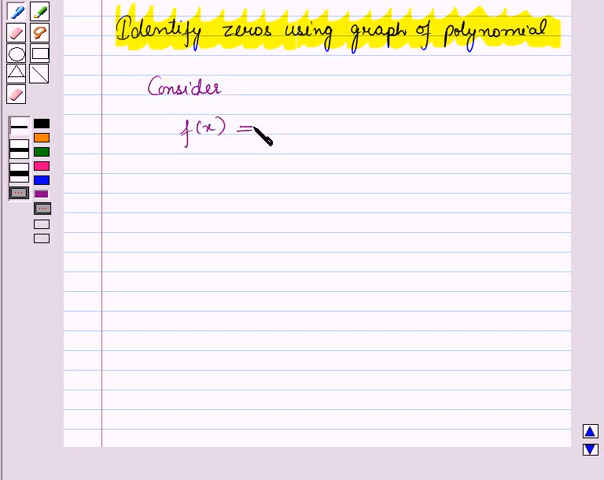 Identify zeros using graph of polynomial
Consider
f(x) =